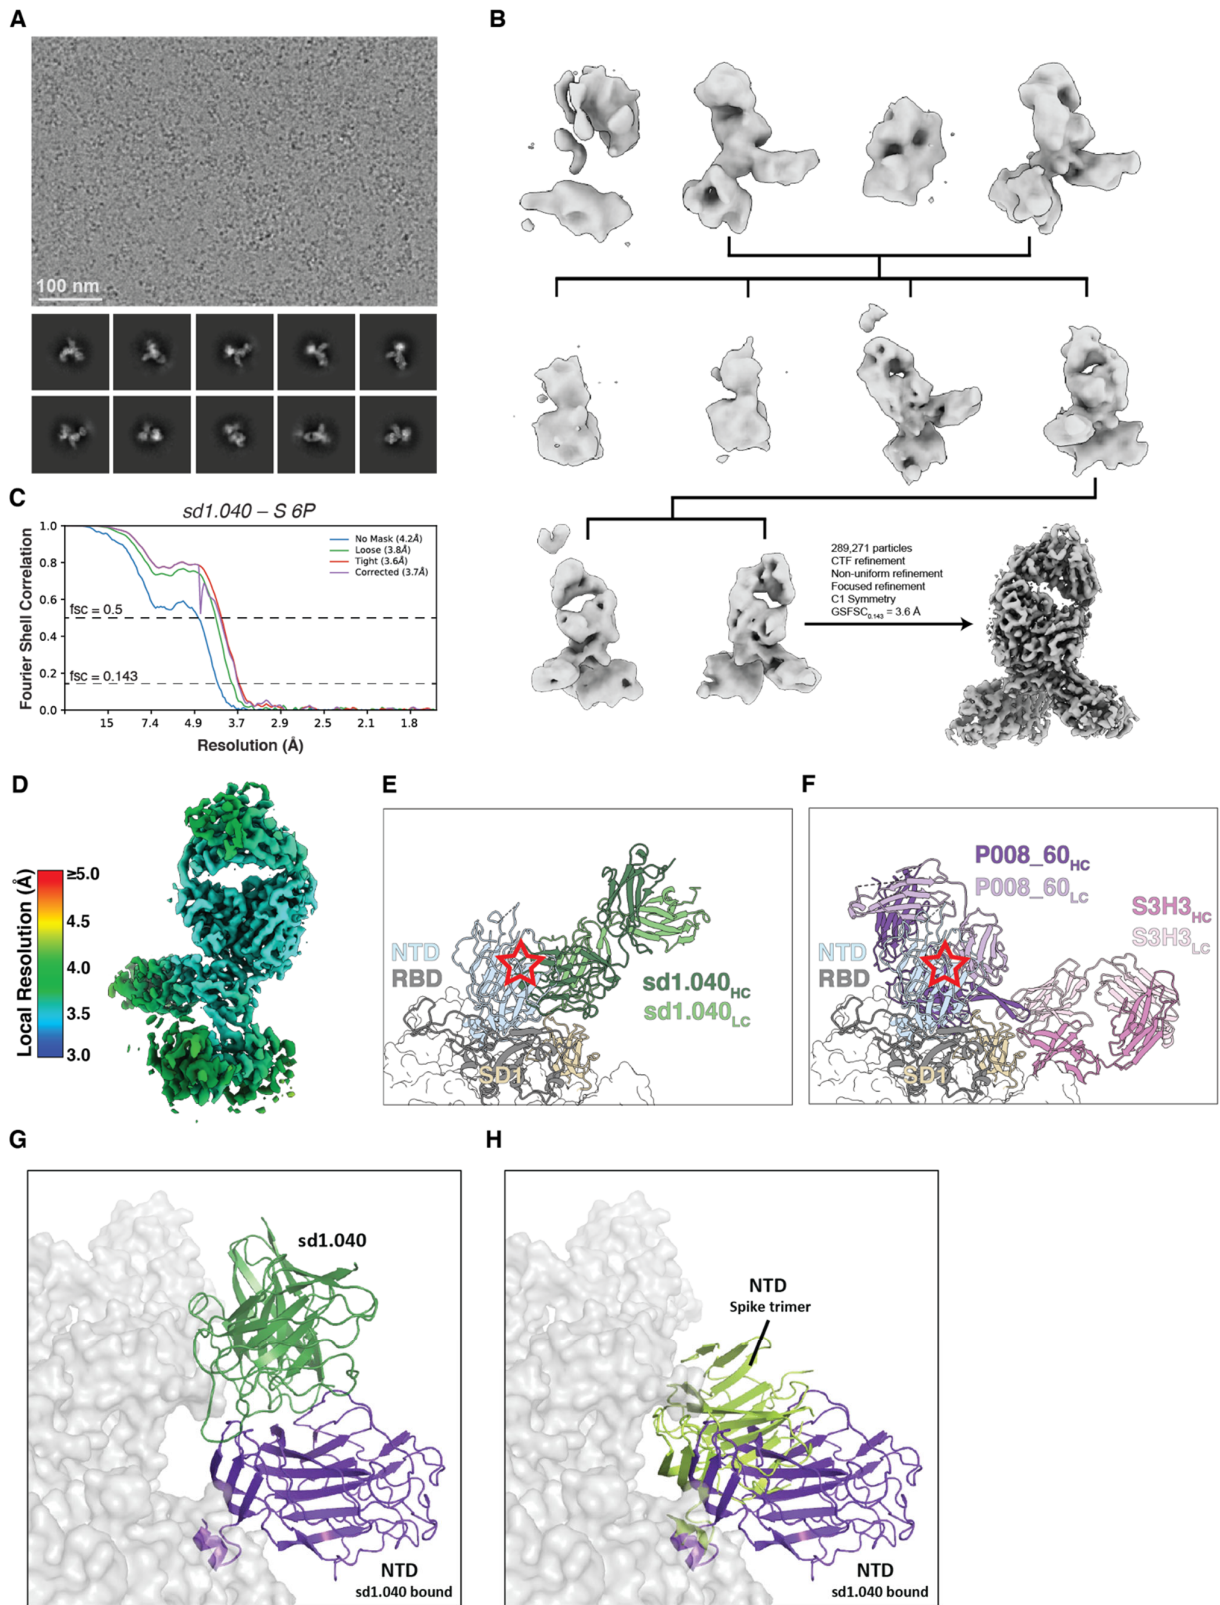 A
100 nm
B
289,271 particles
CTF refinement
Non-uniform refinement
Focused refinement
C1 Symmetry
GSFSC0.143 = 3.6 Å
C
sd1.040 – S 6P
Fourier Shell Correlation
1.0
0.8
0.6
0.4
0.2
0.0
fsc = 0.5
fsc = 0.143
No Mask (4.2Å)
Loose (3.8Å)
Tight (3.6Å)
Corrected (3.7Å)
15 7.4 4.9 3.7 2.9 2.5 2.1 1.8
Resolution (Å)
D
Local Resolution (Å)
≥5.0
4.5
4.0
3.5
3.0
E
NTD
RBD
SD1
sd1.040HC
sd1.040LC
F
P008_60HC
P008_60LC
S3H3HC
S3H3LC
NTD
RBD
SD1
G
sd1.040
NTD
sd1.040 bound
H
NTD
Spike trimer
NTD
sd1.040 bound